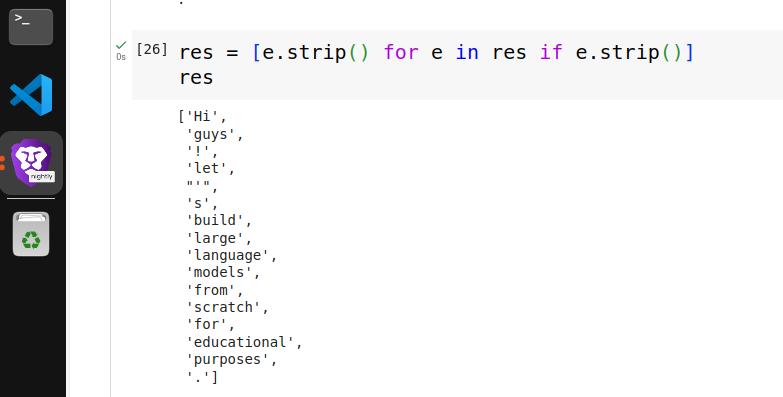 >_
[26] res = [e.strip() for e in res if e.strip()]
0s
res
['Hi',
'guys',
'!',
'let',
"'",
's',
'build',
'large',
'language',
'models',
'from',
'scratch',
'for',
'educational',
'purposes',
'.']
nightly